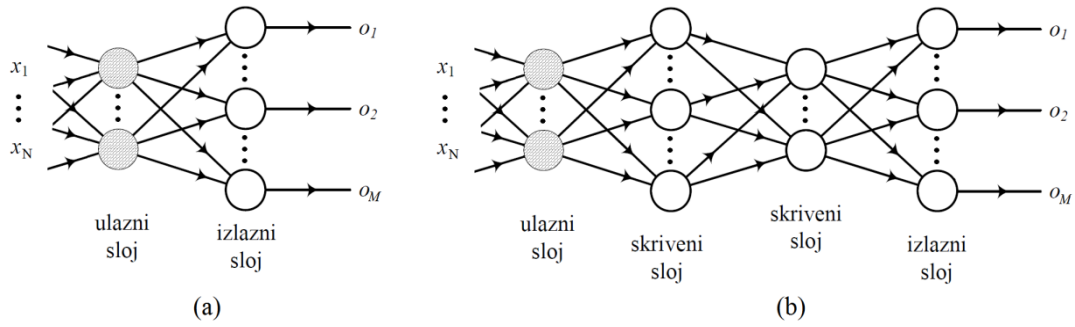 x1
xN
o1
o2
oM
ulazni
sloj
izlazni
sloj
(a)
x1
xN
o1
o2
oM
ulazni
sloj
skriveni
sloj
skriveni
sloj
izlazni
sloj
(b)